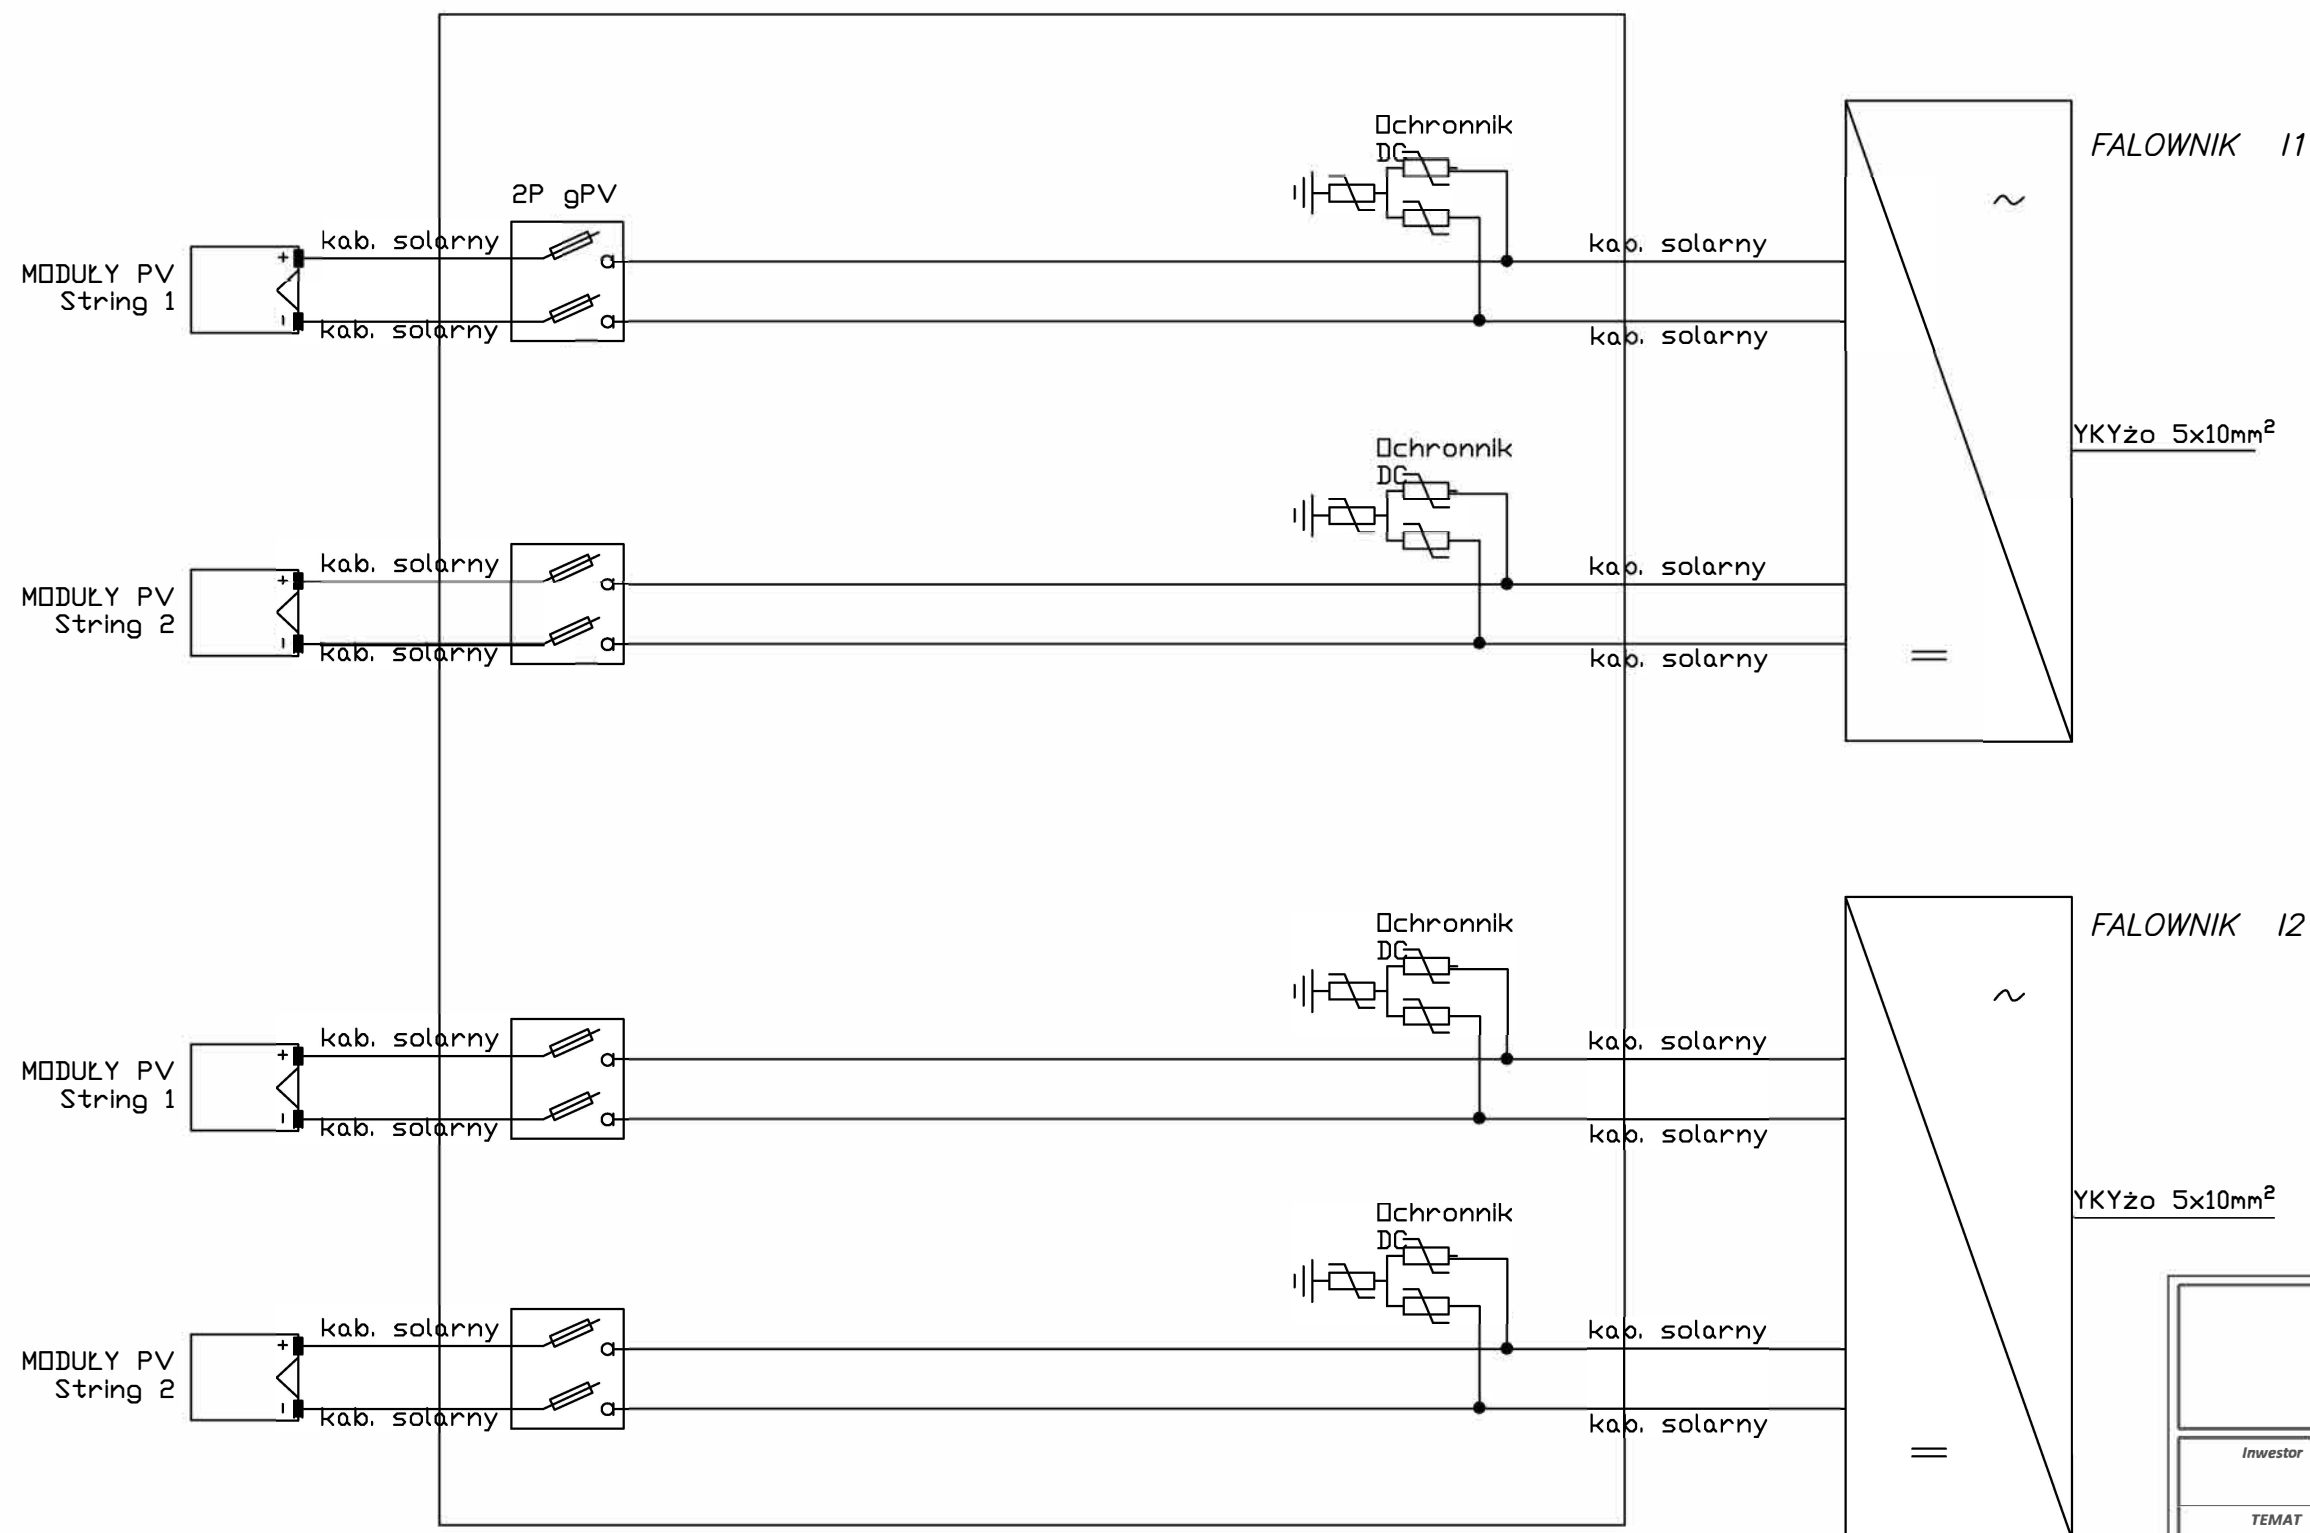 Ochronnik
DC
FALOWNIK I1
2P gPV
kab. solarny
kab. solarny
MODUŁY PV
String 1
+
-
kab. solarny
kab. solarny
~
YKYżo 5x10mm²
Ochronnik
DC
kab. solarny
kab. solarny
MODUŁY PV
String 2
+
-
kab. solarny
kab. solarny
=
Ochronnik
DC
FALOWNIK I2
~
kab. solarny
kab. solarny
MODUŁY PV
String 1
+
-
kab. solarny
kab. solarny
YKYżo 5x10mm²
Ochronnik
DC
kab. solarny
kab. solarny
MODUŁY PV
String 2
+
-
kab. solarny
kab. solarny
=
Inwestor
TEMAT